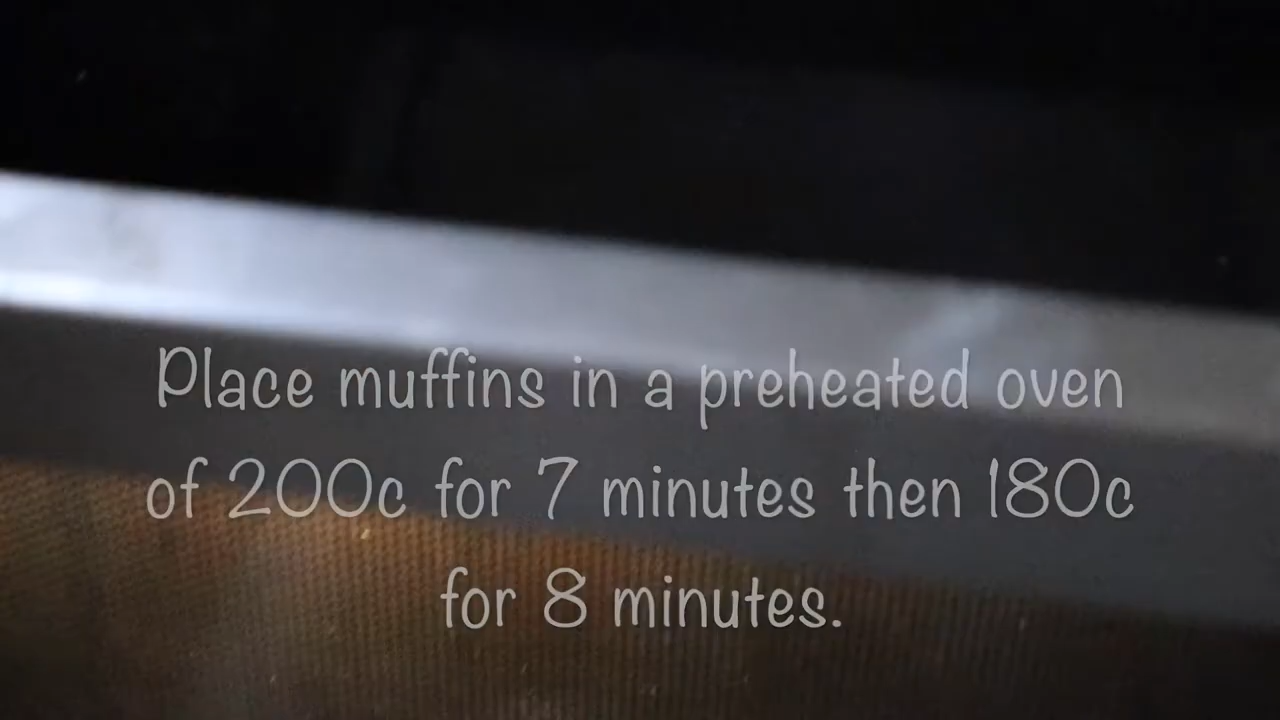 Place muffins in a preheated oven
of 200c for 7 minutes then 180c
for 8 minutes.